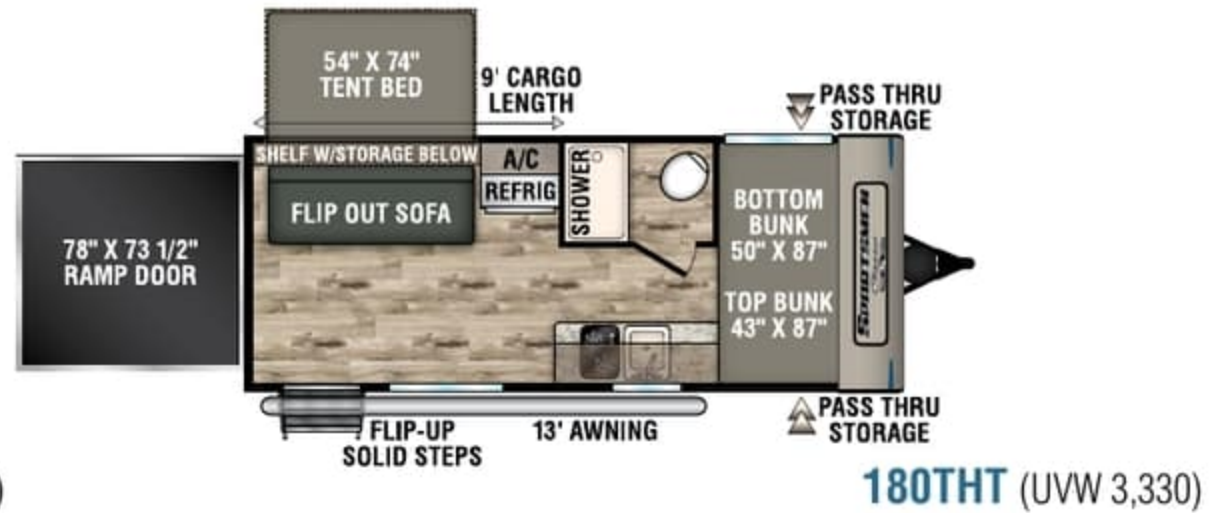 54" X 74"
TENT BED
9' CARGO
LENGTH
PASS THRU
STORAGE
SHELF W/STORAGE BELOW
A/C
REFRIG
SHOWER
FLIP OUT SOFA
78" X 73 1/2"
RAMP DOOR
BOTTOM
BUNK
50" X 87"
TOP BUNK
43" X 87"
SPORTSMEN
FLIP-UP
SOLID STEPS
13' AWNING
PASS THRU
STORAGE
180THT (UVW 3,330)
)